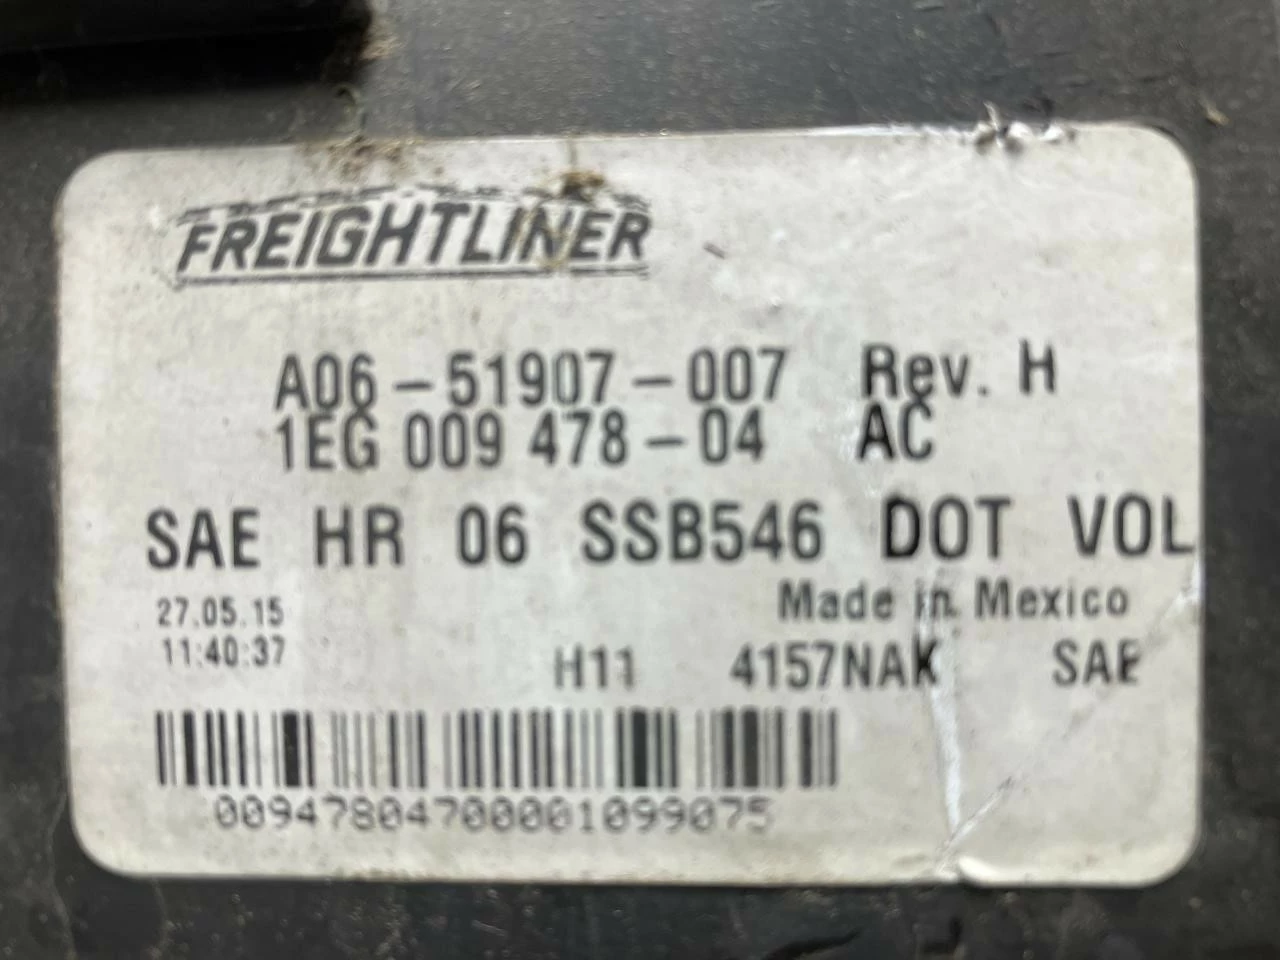 FREIGHTLINER
A06-51907-007 Rev. H
1EG 009 478-04 AC
SAE HR 06 SSB546 DOT VOL
Made in Mexico
27.05.15
11:40:37
H11 4157NAK SAE
00947804700001099075